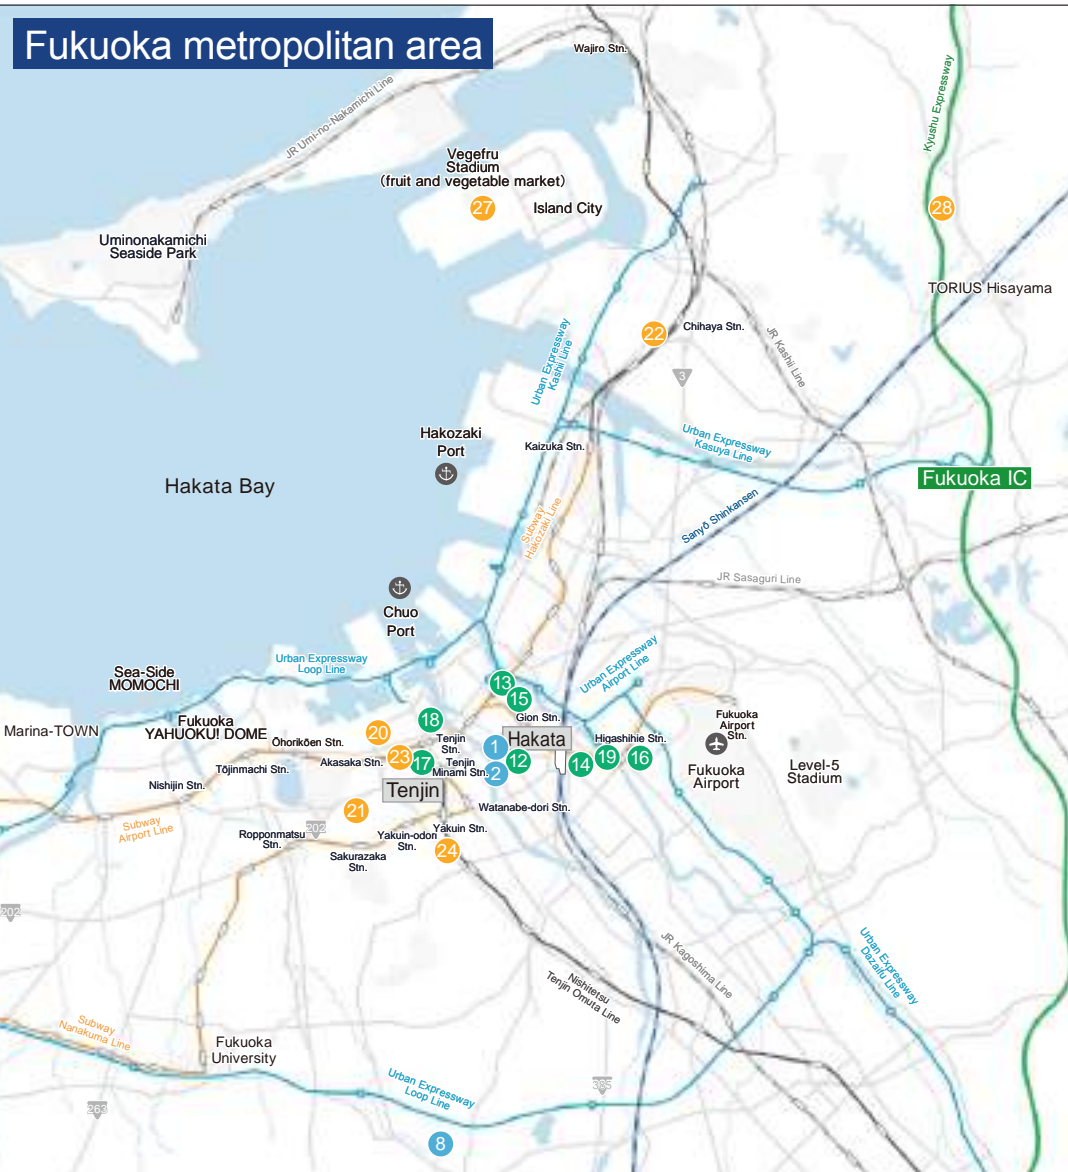 Fukuoka metropolitan area
Wajiro Stn.
JR Umi-no-Nakamichi Line
Kyushu Expressway
Vegefru
Stadium
(fruit and vegetable market)
27
Island City
28
Uminonakamichi
Seaside Park
TORIUS Hisayama
22
Chihaya Stn.
JR Kashii Line
Urban Expressway
Kashii Line
3
Hakozaki
Port
Kaizuka Stn.
Urban Expressway
Kasuya Line
Fukuoka IC
Hakata Bay
Sanyō Shinkansen
Subway
Hakozaki Line
JR Sasaguri Line
Chuo
Port
Urban Expressway
Loop Line
Urban Expressway
Airport Line
Sea-Side
MOMOCHI
13
15
Marina-TOWN
Fukuoka
YAHUOKU! DOME
18
Gion Stn.
Fukuoka
Airport
Stn.
20
Ōhorikōen Stn.
Tenjin
Stn.
1
Hakata
Higashihie Stn.
Akasaka Stn.
23
17
Tenjin
Minami Stn.
2
12
14
19
16
Fukuoka
Airport
Level-5
Stadium
Tōjinmachi Stn.
Nishijin Stn.
Tenjin
Watanabe-dori Stn.
21
Subway
Airport Line
202
Ropponmatsu
Stn.
Yakuin-odori
Stn.
Yakuin Stn.
24
Sakurazaka
Stn.
202
JR Kagoshima Line
Urban Expressway
Dazaifu Line
Nishitetsu
Tenjin Omuta Line
Subway
Nanakuma Line
Fukuoka
University
Urban Expressway
Loop Line
385
263
8